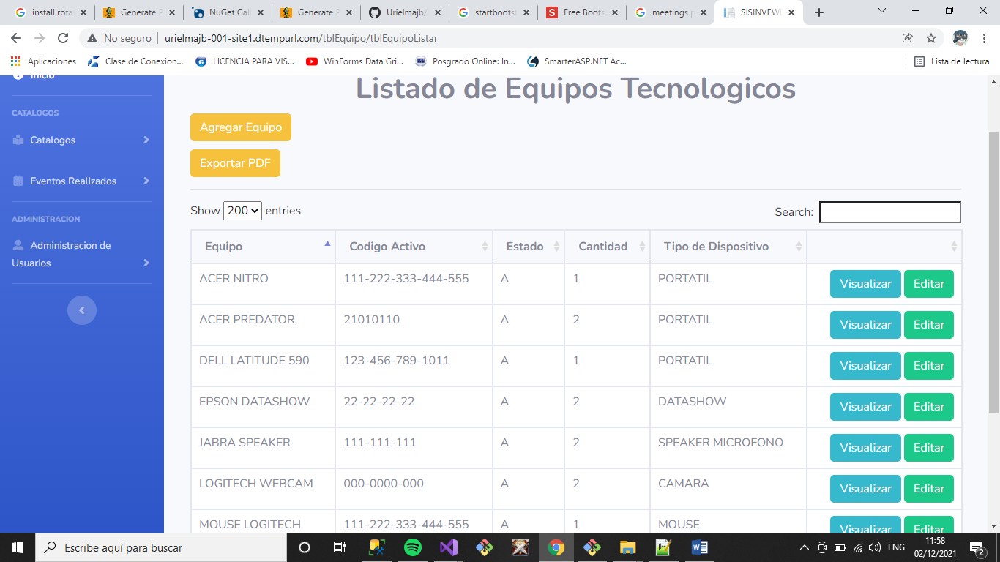 install rota
Generate P
NuGet Gall
Generate P
Urielmajb/
startbootst
Free Boots
meetings p
SISINVEW
No seguro urielmajb-001-site1.dtempurl.com/tblEquipo/tblEquipoListar
Aplicaciones Clase de Conexion... LICENCIA PARA VIS... WinForms Data Gri... Posgrado Online: In... SmarterASP.NET Ac... Lista de lectura
Inicio
CATALOGOS
Catalogos
Eventos Realizados
ADMINISTRACION
Administracion de
Usuarios
Listado de Equipos Tecnologicos
Agregar Equipo
Exportar PDF
Show 200 entries Search:
Equipo Codigo Activo Estado Cantidad Tipo de Dispositivo
ACER NITRO 111-222-333-444-555 A 1 PORTATIL Visualizar Editar
ACER PREDATOR 21010110 A 2 PORTATIL Visualizar Editar
DELL LATITUDE 590 123-456-789-1011 A 1 PORTATIL Visualizar Editar
EPSON DATASHOW 22-22-22-22 A 2 DATASHOW Visualizar Editar
JABRA SPEAKER 111-111-111 A 2 SPEAKER MICROFONO Visualizar Editar
LOGITECH WEBCAM 000-0000-000 A 2 CAMARA Visualizar Editar
MOUSE LOGITECH 111-222-333-444-555 A 1 MOUSE Visualizar Editar
Escribe aquí para buscar
ENG
11:58
02/12/2021
2